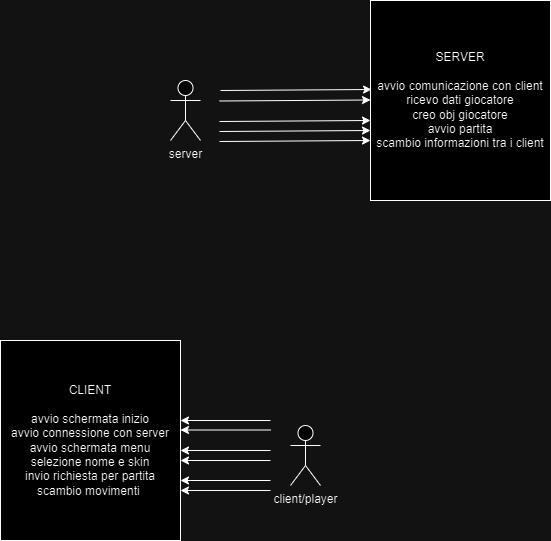 SERVER
avvio comunicazione con client
ricevo dati giocatore
creo obj giocatore
avvio partita
scambio informazioni tra i client
server
CLIENT
avvio schermata inizio
avvio connessione con server
avvio schermata menu
selezione nome e skin
invio richiesta per partita
scambio movimenti
client/player